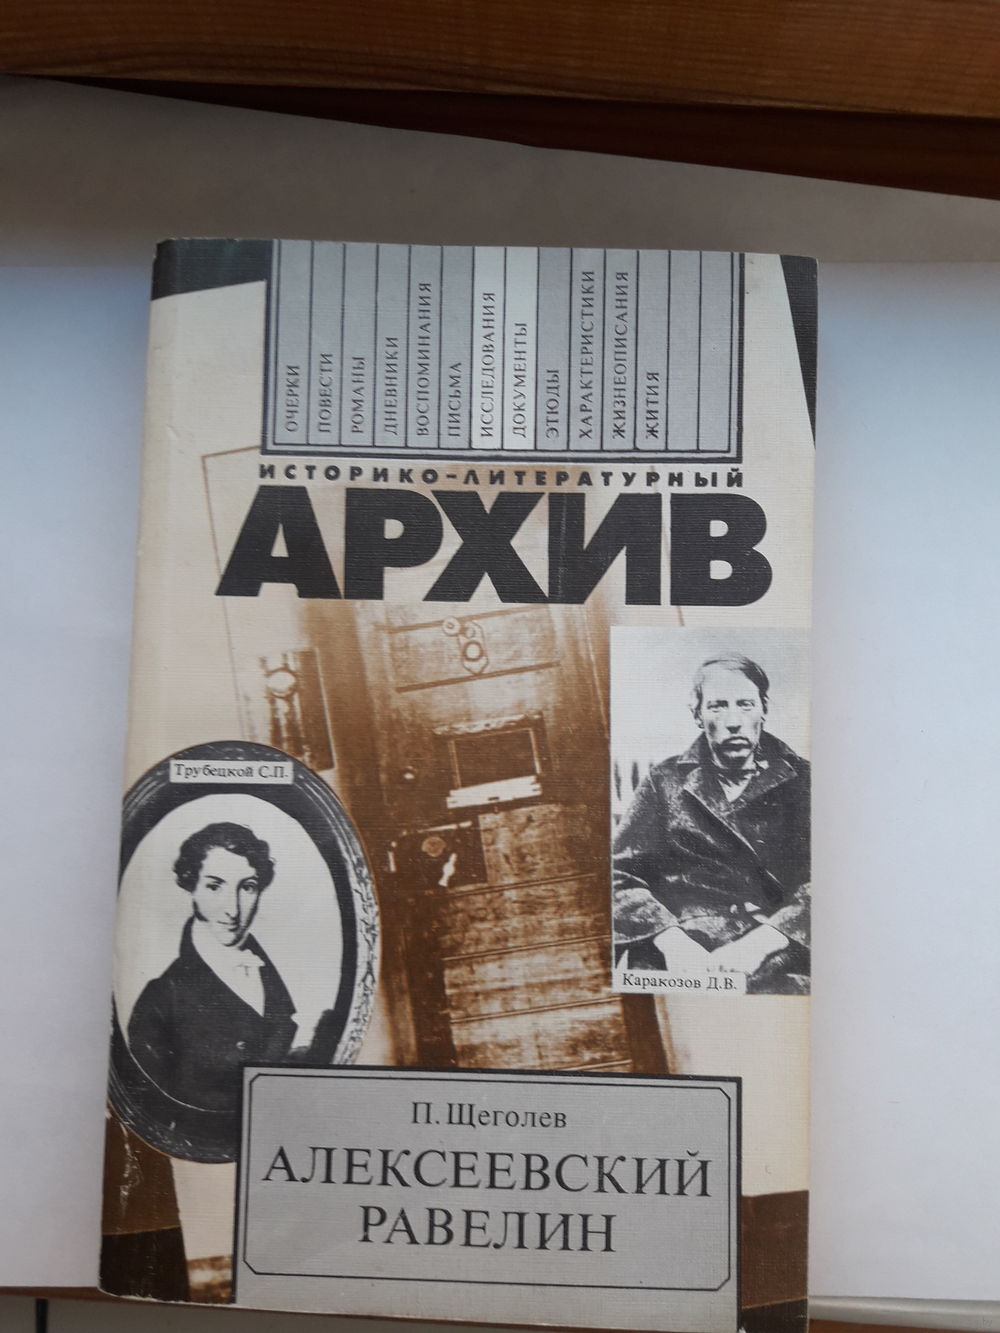 ОЧЕРКИ
ПОВЕСТИ
РОМАНЫ
ДНЕВНИКИ
ВОСПОМИНАНИЯ
ПИСЬМА
ИССЛЕДОВАНИЯ
ДОКУМЕНТЫ
ЭТЮДЫ
ХАРАКТЕРИСТИКИ
ЖИЗНЕОПИСАНИЯ
ЖИТИЯ
ИСТОРИКО-ЛИТЕРАТУРНЫЙ
АРХИВ
Трубецкой С.П.
Каракозов Д.В.
П. Щеголев
АЛЕКСЕЕВСКИЙ
РАВЕЛИН